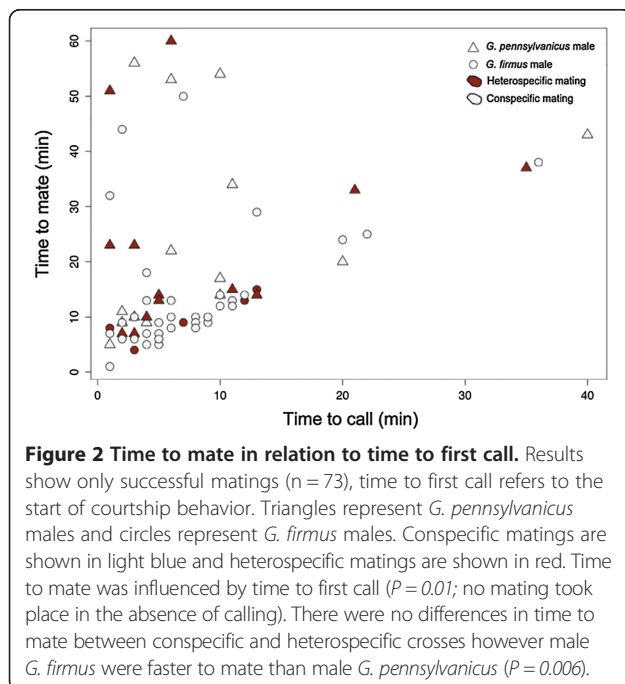 60
50
40
30
20
10
0
Time to mate (min)
G. pennsylvanicus male
G. firmus male
Heterospecific mating
Conspecific mating
0 10 20 30 40
Time to call (min)
Figure 2 Time to mate in relation to time to first call. Results
show only successful matings (n = 73), time to first call refers to the
start of courtship behavior. Triangles represent G. pennsylvanicus
males and circles represent G. firmus males. Conspecific matings are
shown in light blue and heterospecific matings are shown in red. Time
to mate was influenced by time to first call (P = 0.01; no mating took
place in the absence of calling). There were no differences in time to
mate between conspecific and heterospecific crosses however male
G. firmus were faster to mate than male G. pennsylvanicus (P = 0.006).